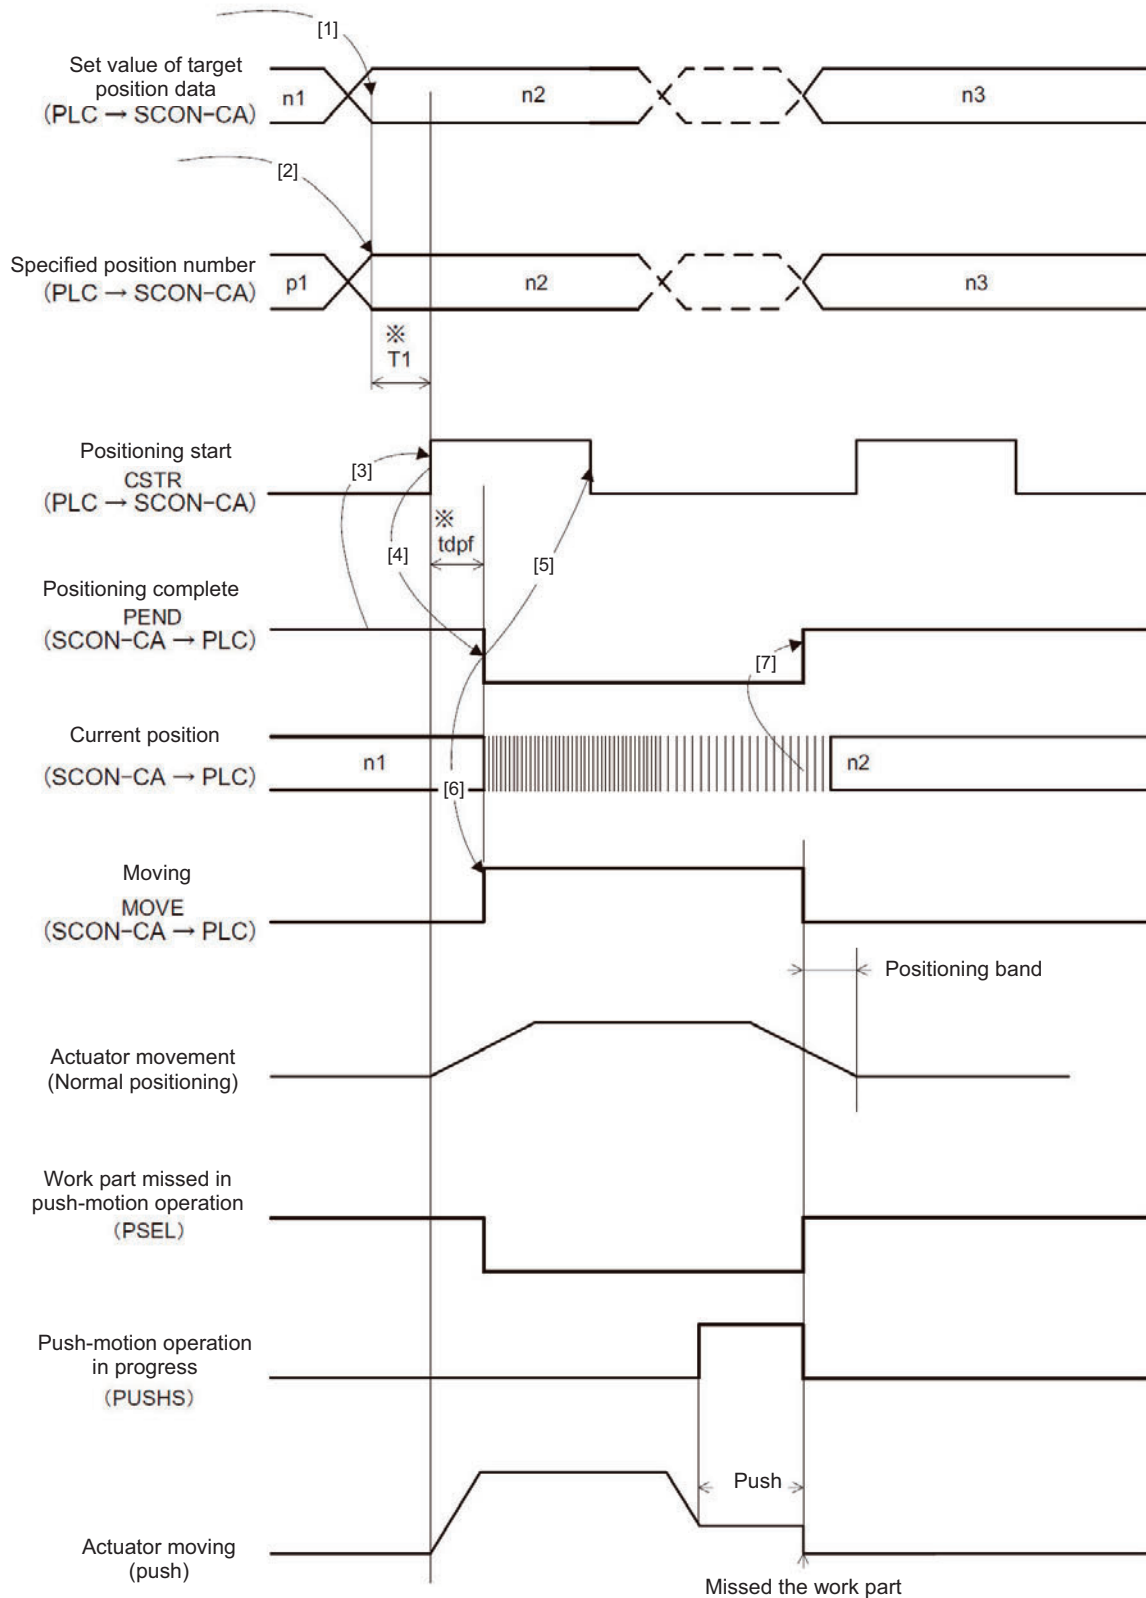 [1]
Set value of target
position data
(PLC → SCON-CA)
n1
n2
n3
[2]
Specified position number
(PLC → SCON-CA)
p1
n2
n3
※
T1
Positioning start
CSTR
(PLC → SCON-CA)
[3]
※
tdpf
[4]
[5]
Positioning complete
PEND
(SCON-CA → PLC)
[7]
Current position
(SCON-CA → PLC)
n1
n2
[6]
Moving
MOVE
(SCON-CA → PLC)
Positioning band
Actuator movement
(Normal positioning)
Work part missed in
push-motion operation
(PSEL)
Push-motion operation
in progress
(PUSHS)
Push
Actuator moving
(push)
Missed the work part